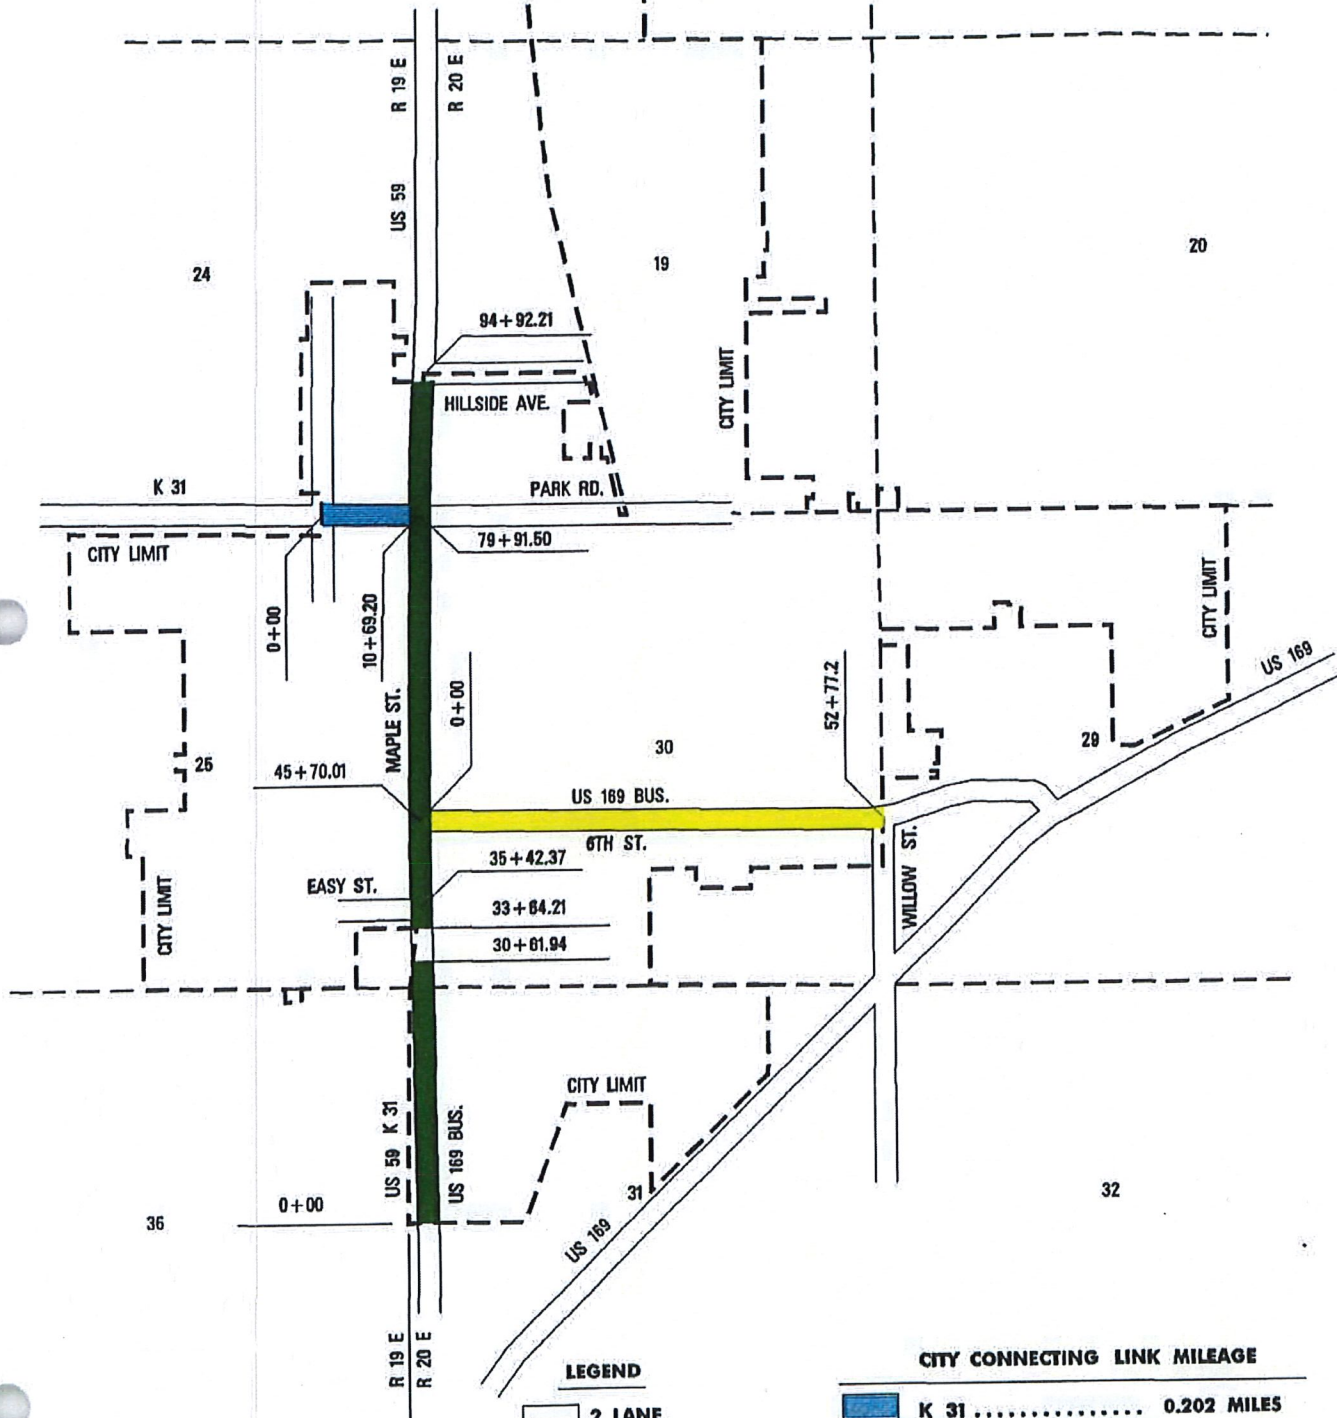 R 19 E
R 20 E
US 59
24
19
20
94+92.21
HILLSIDE AVE.
CITY LIMIT
K 31
PARK RD.
79+91.50
CITY LIMIT
0+00
10+69.20
CITY LIMIT
US 169
MAPLE ST.
0+00
52+77.2
25
45+70.01
30
29
US 169 BUS.
6TH ST.
35+42.37
EASY ST.
33+64.21
30+61.94
CITY LIMIT
WILLOW ST.
CITY LIMIT
US 59 K 31
US 169 BUS.
0+00
36
31
32
US 169
R 19 E
R 20 E
LEGEND
2 LANE
CITY CONNECTING LINK MILEAGE
K 31 ................ 0.202 MILES